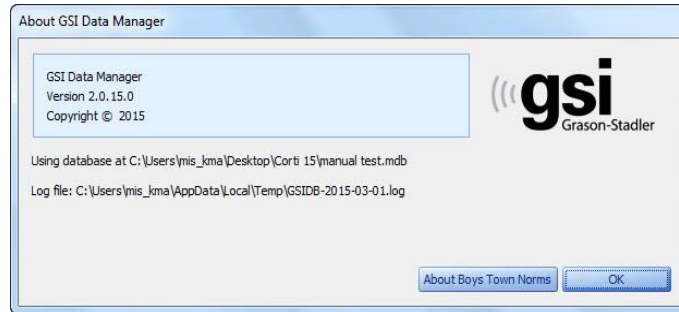 About GSI Data Manager
GSI Data Manager
Version 2.0.15.0
Copyright © 2015
gsi
Grason-Stadler
Using database at C:\Users\mis_kma\Desktop\Corti 15\manual test.mdb
Log file: C:\Users\mis_kma\AppData\Local\Temp\GSIDB-2015-03-01.log
About Boys Town Norms
OK